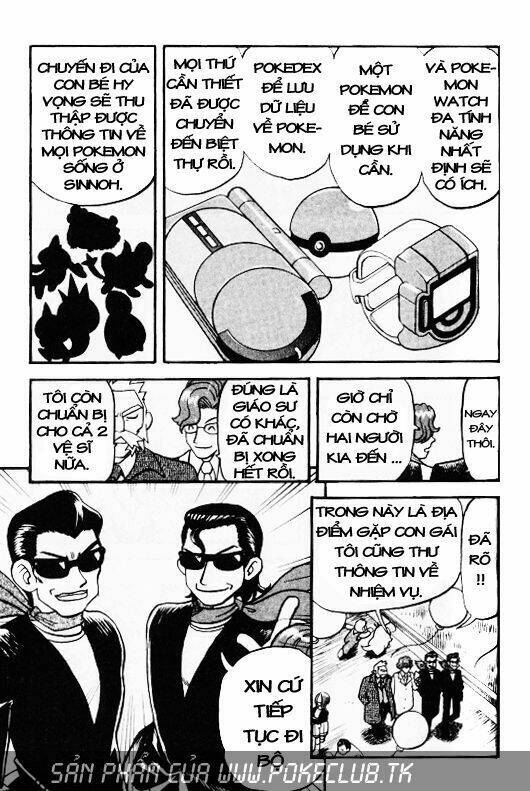 VÀ POKE-
MON
WATCH
ĐA TÍNH
NĂNG
NHẤT
ĐỊNH SẼ
CÓ ÍCH.
MỘT
POKEMON
ĐỂ CON
BÉ SỬ
DỤNG KHI
CẦN.
POKEDEX
ĐỂ LƯU
DỮ LIỆU
VỀ POKE-
MON.
MỌI THỨ
CẦN THIẾT
ĐÃ ĐƯỢC
CHUYỂN
ĐẾN BIỆT
THỰ RỒI.
CHUYẾN ĐI CỦA
CON BÉ HY
VỌNG SẼ THU
THẬP ĐƯỢC
THÔNG TIN VỀ
MỌI POKEMON
SỐNG Ở
SINNOH.
NGAY
ĐÂY
THÔI.
GIỜ CHỈ
CÒN CHỜ
HAI NGƯỜI
KIA ĐẾN ...
ĐÚNG LÀ
GIÁO SƯ
CÓ KHÁC,
ĐÃ CHUẨN
BỊ XONG
HẾT RỒI.
TÔI CÒN
CHUẨN BỊ
CHO CẢ 2
VỆ SĨ
NỮA.
ĐÃ
RÕ
!!
TRONG NÀY LÀ ĐỊA
ĐIỂM GẶP CON GÁI
TÔI CŨNG THƯ
THÔNG TIN VỀ
NHIỆM VỤ.
XIN CỨ
TIẾP
TỤC ĐI
BỘ
SẢN PHẨM CỦA WWW.POKECLUB.TK